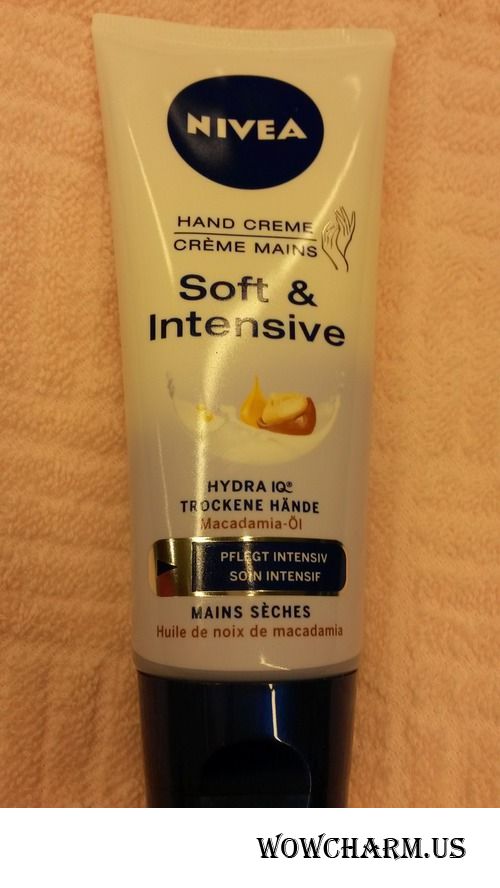 NIVEA
HAND CREME
CRÈME MAINS
Soft &
Intensive
HYDRA IQ®
TROCKENE HÄNDE
Macadamia-Öl
PFLEGT INTENSIV
SOIN INTENSIF
MAINS SÈCHES
Huile de noix de macadamia
WOWCHARM.US